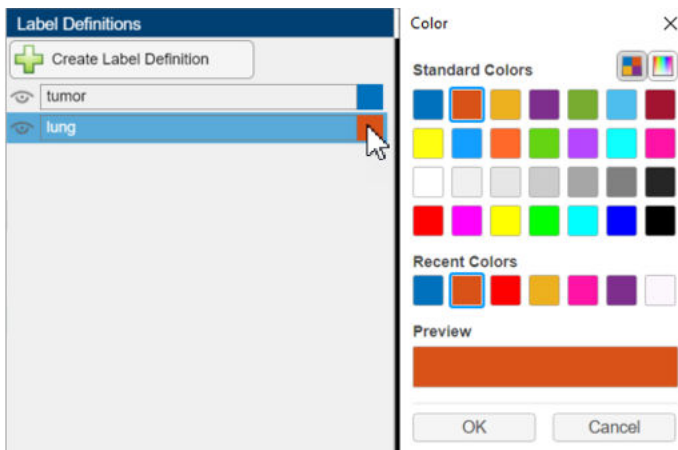 Label Definitions
Create Label Definition
tumor
lung
Color
Standard Colors
Recent Colors
Preview
OK
Cancel